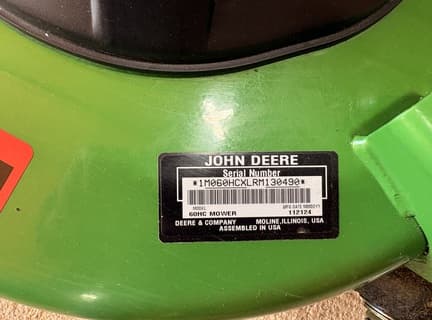 JOHN DEERE
Serial Number
*1M060HCXLRM130490*
MODEL MFG DATE MMDDYY
60HC MOWER 112124
DEERE & COMPANY MOLINE, ILLINOIS, USA
ASSEMBLED IN USA